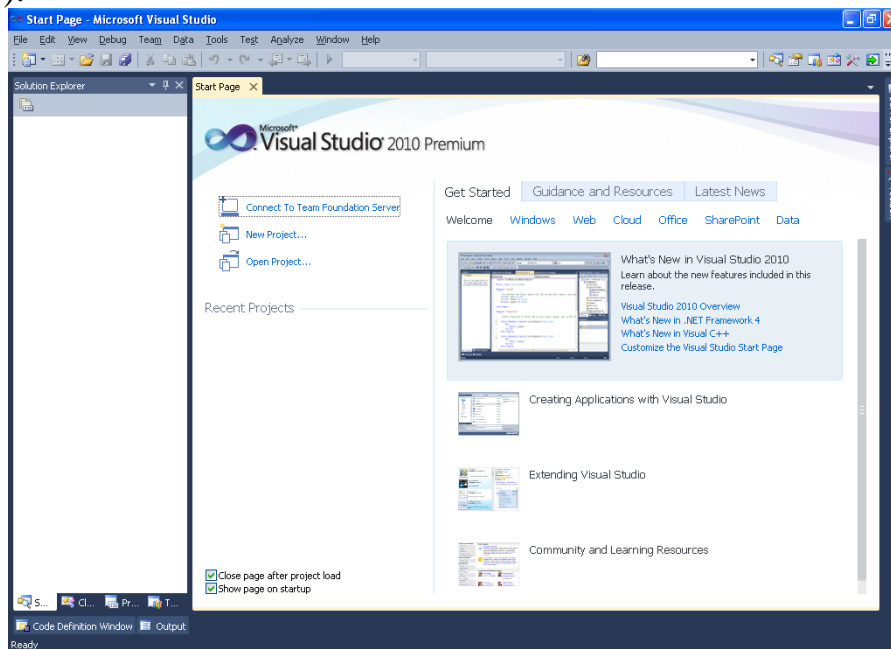 ).
Start Page - Microsoft Visual Studio
File Edit View Debug Team Data Tools Test Analyze Window Help
Solution Explorer
Start Page
Microsoft®
Visual Studio® 2010 Premium
Connect To Team Foundation Server
New Project...
Open Project...
Recent Projects
Get Started Guidance and Resources Latest News
Welcome Windows Web Cloud Office SharePoint Data
What's New in Visual Studio 2010
Learn about the new features included in this
release.
Visual Studio 2010 Overview
What's New in .NET Framework 4
What's New in Visual C++
Customize the Visual Studio Start Page
Creating Applications with Visual Studio
Extending Visual Studio
Community and Learning Resources
Close page after project load
Show page on startup
S... Cl... Pr... T...
Code Definition Window Output
Ready